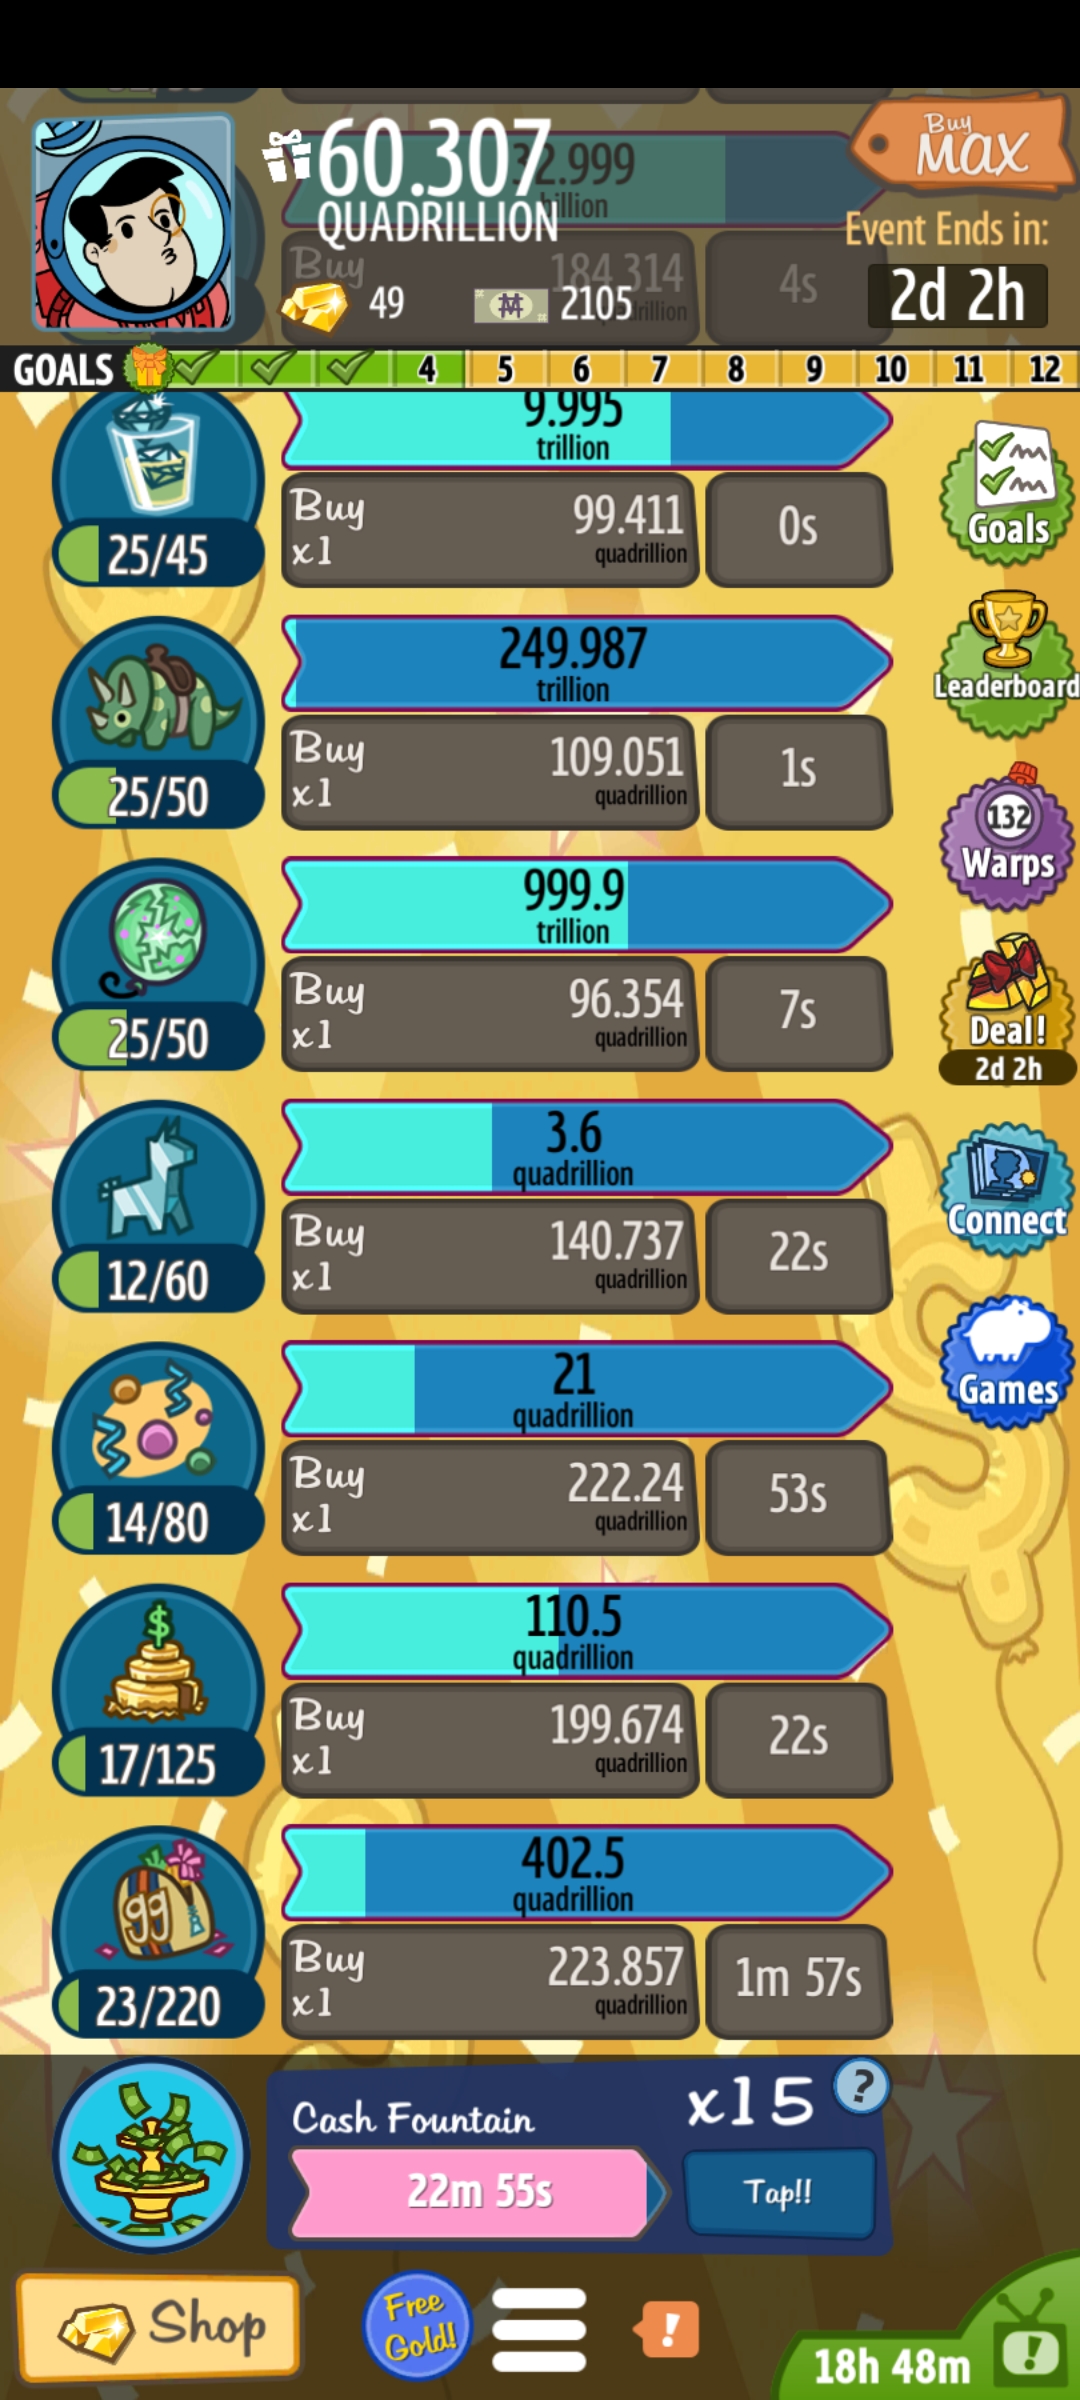 60.307
QUADRILLION
32.999
Buy
MAX
Event Ends in:
2d 2h
Buy
184.314
4s
49
2105
GOALS
4
5
6
7
8
9
10
11
12
9.995
trillion
25/45
Buy
x1
99.411
quadrillion
0s
Goals
249.987
trillion
25/50
Buy
x1
109.051
quadrillion
1s
Leaderboard
999.9
trillion
25/50
Buy
x1
96.354
quadrillion
7s
132
Warps
Deal!
2d 2h
3.6
quadrillion
12/60
Buy
x1
140.737
quadrillion
22s
Connect
21
quadrillion
14/80
Buy
x1
222.24
quadrillion
53s
Games
$
110.5
quadrillion
17/125
Buy
x1
199.674
quadrillion
22s
99
402.5
quadrillion
23/220
Buy
x1
223.857
quadrillion
1m 57s
Cash Fountain
x15
?
22m 55s
Tap!!
Shop
Free
Gold!
!
18h 48m
!